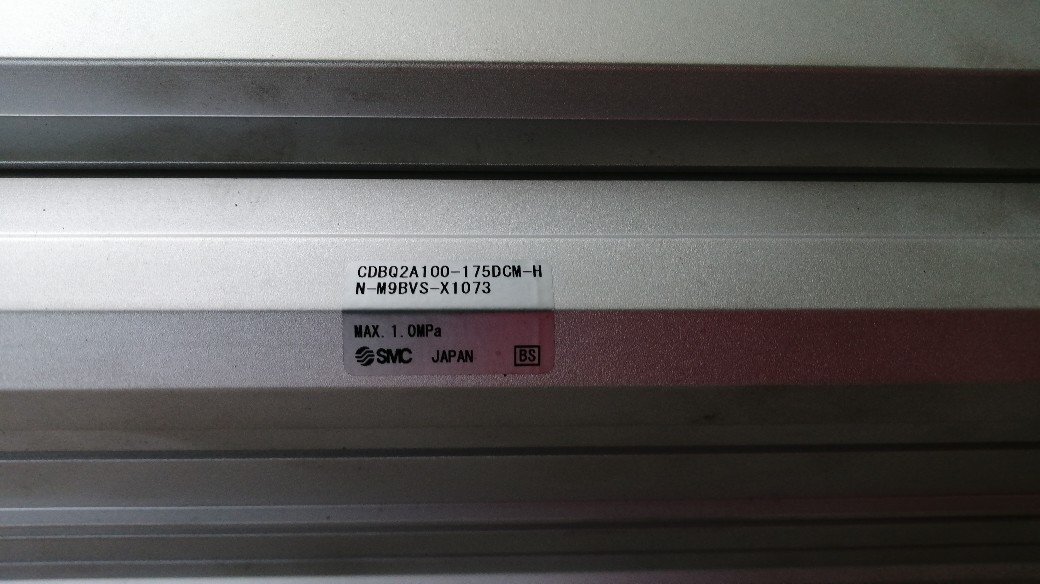 CDBQ2A100-175DCM-H
N-M9BVS-X1073
MAX. 1.0MPa
SMC JAPAN BS